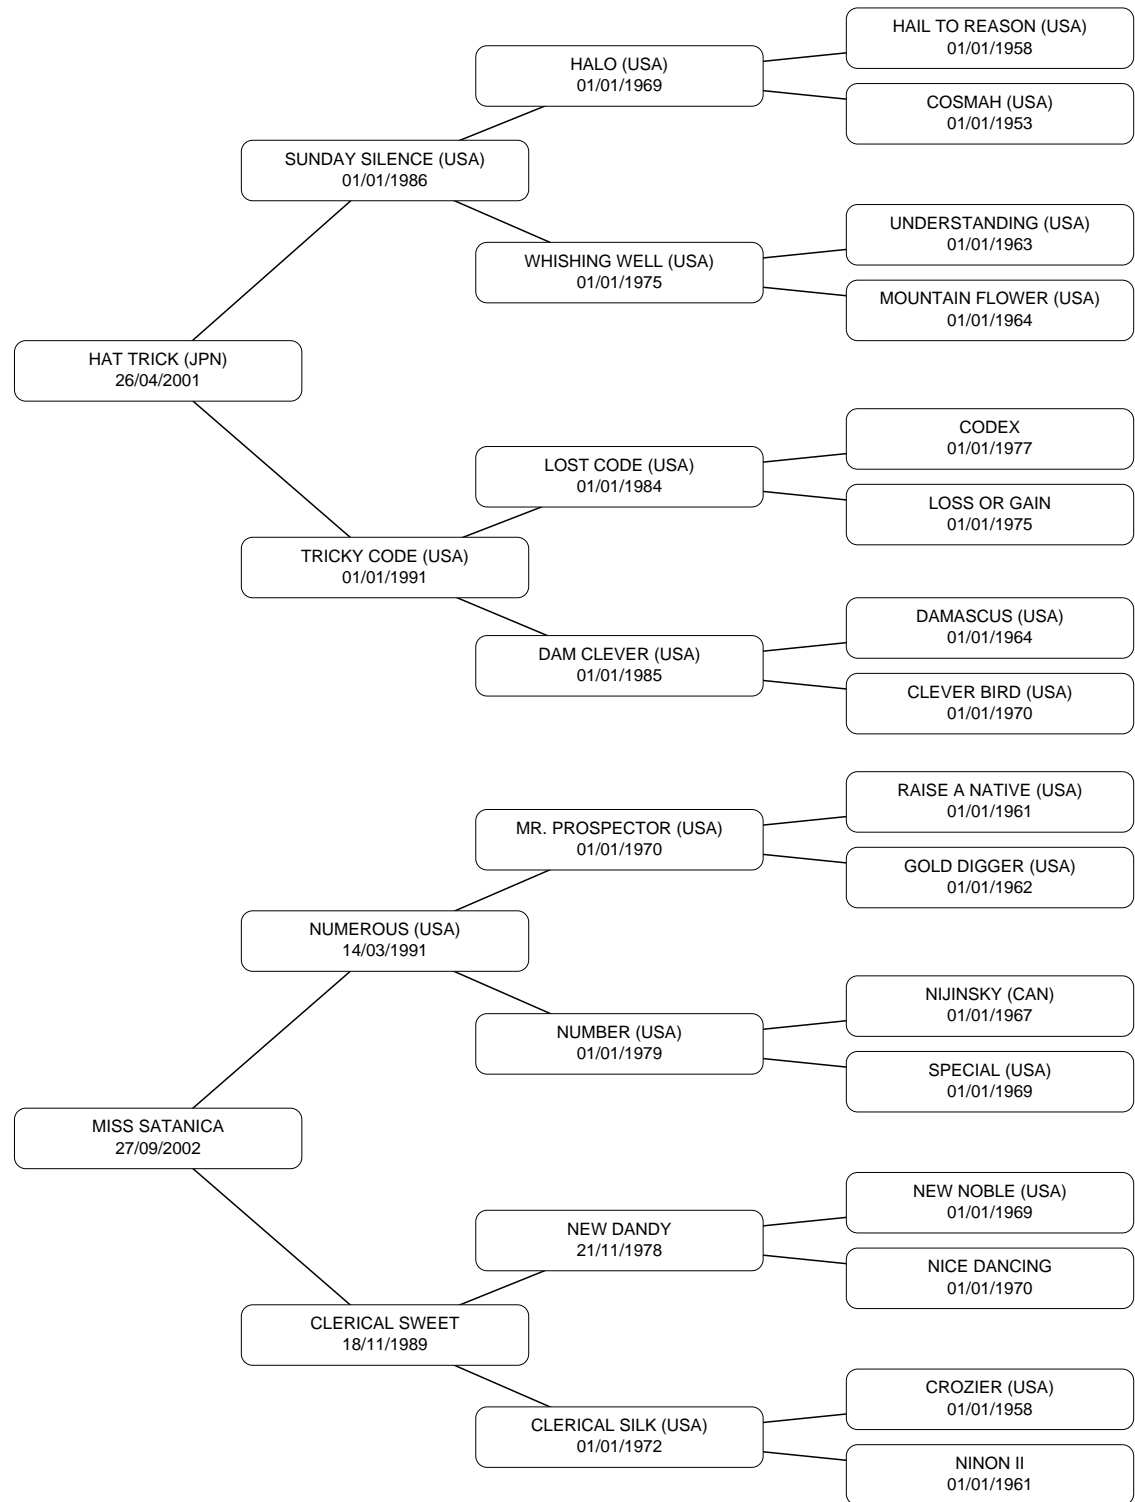 HAIL TO REASON (USA)
01/01/1958
HALO (USA)
01/01/1969
COSMAH (USA)
01/01/1953
SUNDAY SILENCE (USA)
01/01/1986
UNDERSTANDING (USA)
01/01/1963
WHISHING WELL (USA)
01/01/1975
MOUNTAIN FLOWER (USA)
01/01/1964
HAT TRICK (JPN)
26/04/2001
CODEX
01/01/1977
LOST CODE (USA)
01/01/1984
LOSS OR GAIN
01/01/1975
TRICKY CODE (USA)
01/01/1991
DAMASCUS (USA)
01/01/1964
DAM CLEVER (USA)
01/01/1985
CLEVER BIRD (USA)
01/01/1970
RAISE A NATIVE (USA)
01/01/1961
MR. PROSPECTOR (USA)
01/01/1970
GOLD DIGGER (USA)
01/01/1962
NUMEROUS (USA)
14/03/1991
NIJINSKY (CAN)
01/01/1967
NUMBER (USA)
01/01/1979
SPECIAL (USA)
01/01/1969
MISS SATANICA
27/09/2002
NEW NOBLE (USA)
01/01/1969
NEW DANDY
21/11/1978
NICE DANCING
01/01/1970
CLERICAL SWEET
18/11/1989
CROZIER (USA)
01/01/1958
CLERICAL SILK (USA)
01/01/1972
NINON II
01/01/1961